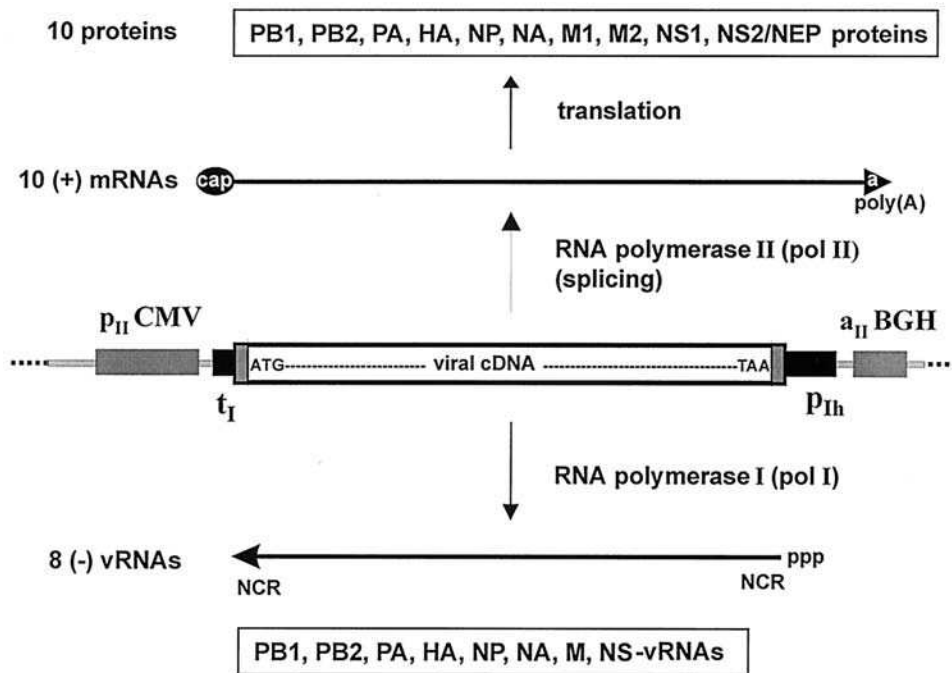 10 proteins
PB1, PB2, PA, HA, NP, NA, M1, M2, NS1, NS2/NEP proteins
translation
10 (+) mRNAs
cap
a
poly(A)
RNA polymerase II (pol II)
(splicing)
pII CMV
aII BGH
ATG
viral cDNA
TAA
tI
pIh
RNA polymerase I (pol I)
8 (-) vRNAs
ppp
NCR
NCR
PB1, PB2, PA, HA, NP, NA, M, NS-vRNAs